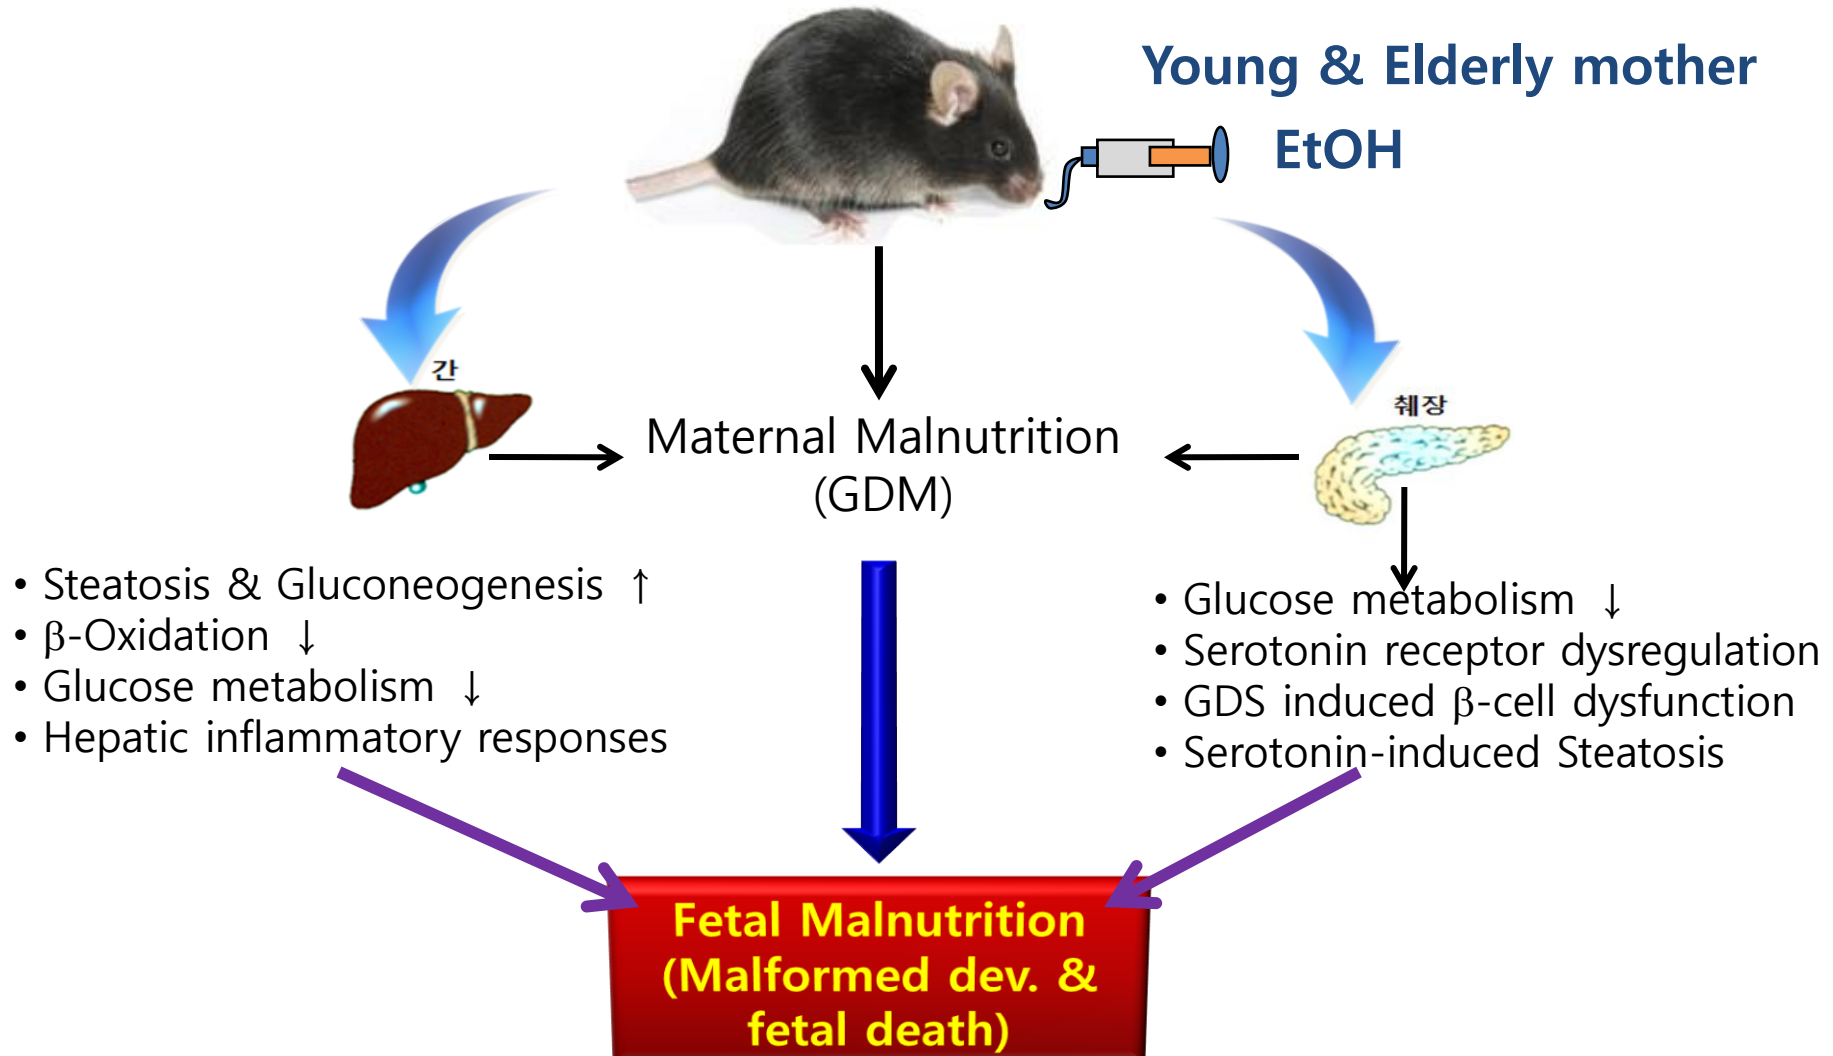 Young & Elderly mother
EtOH
간
췌장
Maternal Malnutrition
(GDM)
• Steatosis & Gluconeogenesis ↑
• β-Oxidation ↓
• Glucose metabolism ↓
• Hepatic inflammatory responses
• Glucose metabolism ↓
• Serotonin receptor dysregulation
• GDS induced β-cell dysfunction
• Serotonin-induced Steatosis
Fetal Malnutrition
(Malformed dev. &
fetal death)